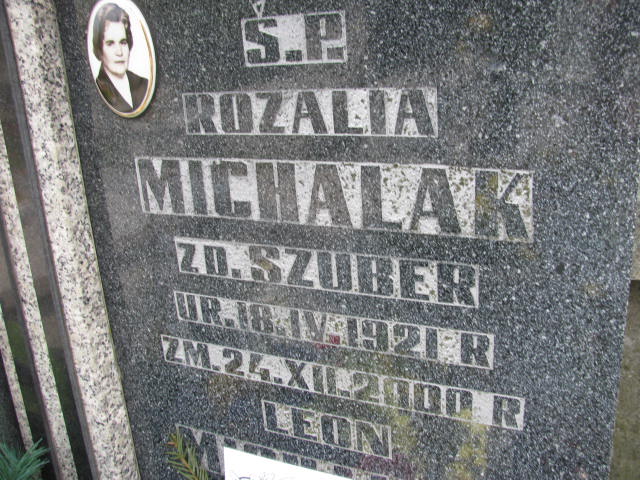 Ś.P.
ROZALIA
MICHALAK
ZD. SZUBER
UR. 18.IV.1921 R
ZM. 24.XII.2000 R
LEON